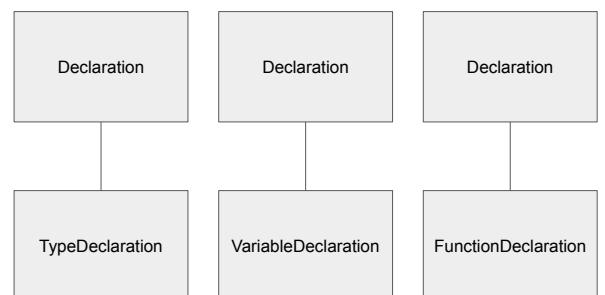 Declaration
Declaration
Declaration
TypeDeclaration
VariableDeclaration
FunctionDeclaration